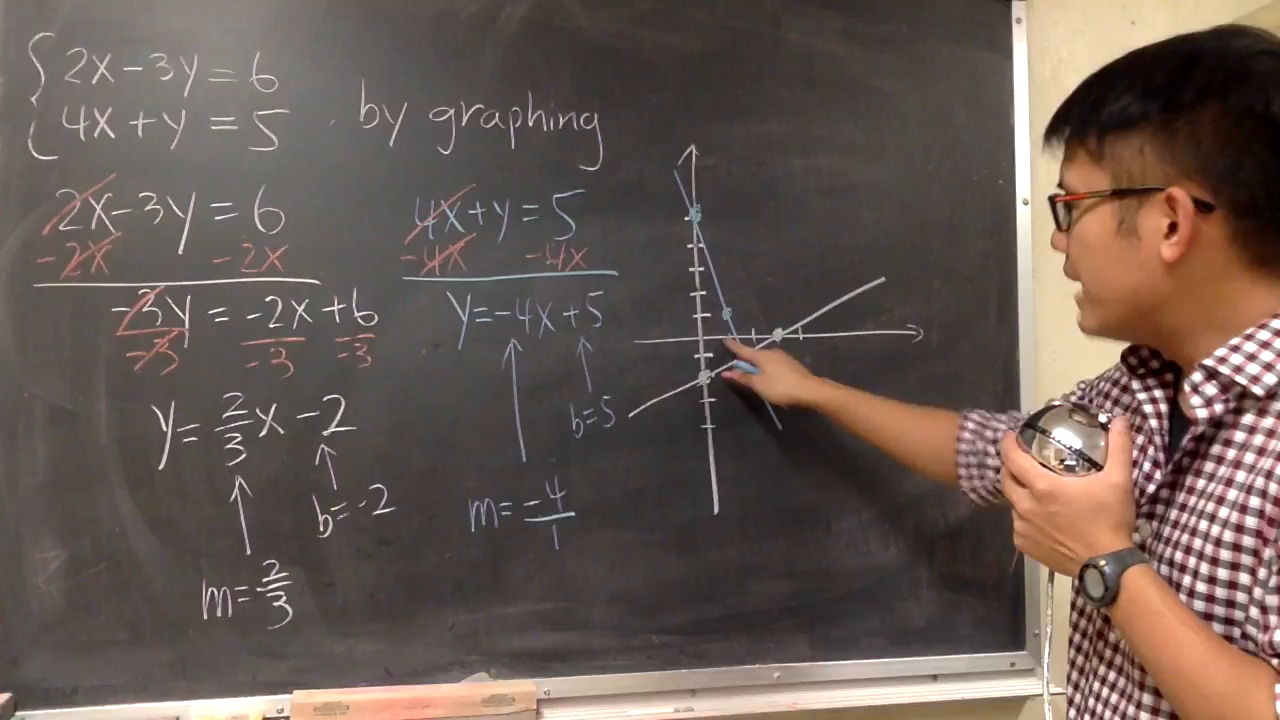 2x-3y=6
4x+y=5 by graphing
2x-3y=6
-2x -2x
-3y = -2x+6
-3 -3 -3
y=2/3x-2
b=-2
m=2/3
4x+y=5
-4x -4x
y=-4x+5
b=5
m=-4/1